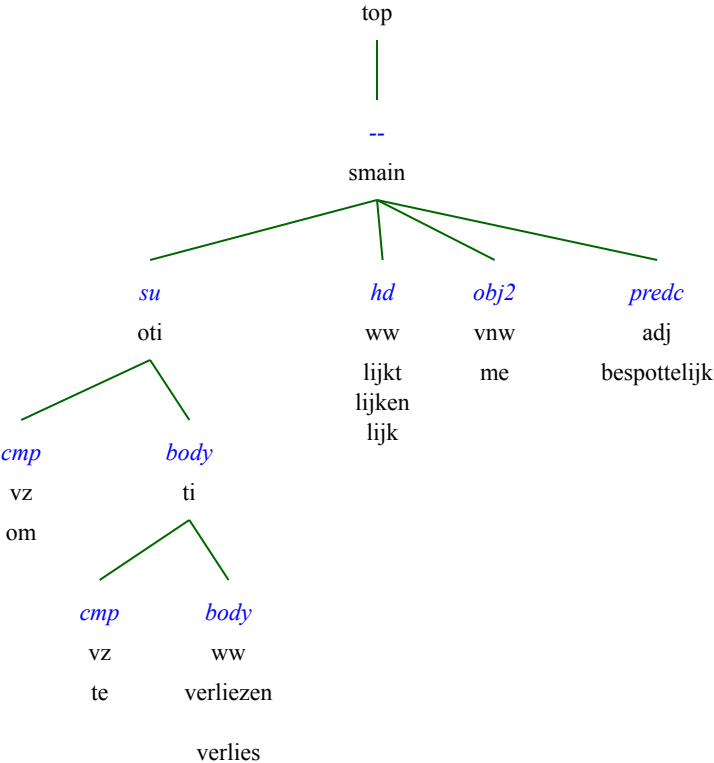 top
--
smain
su hd obj2 predc
oti ww vnw adj
lijkt me bespottelijk
lijken
lijk
cmp body
vz ti
om
cmp body
vz ww
te verliezen
verlies